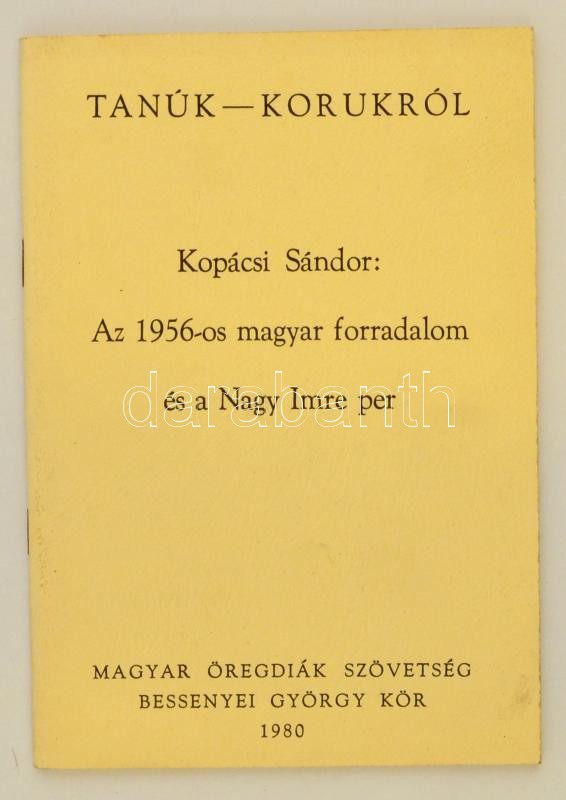 TANÚK — KORUKRÓL
Kopácsi Sándor:
Az 1956-os magyar forradalom
és a Nagy Imre per
darabanth
MAGYAR ÖREGDIÁK SZÖVETSÉG
BESSENYEI GYÖRGY KÖR
1980